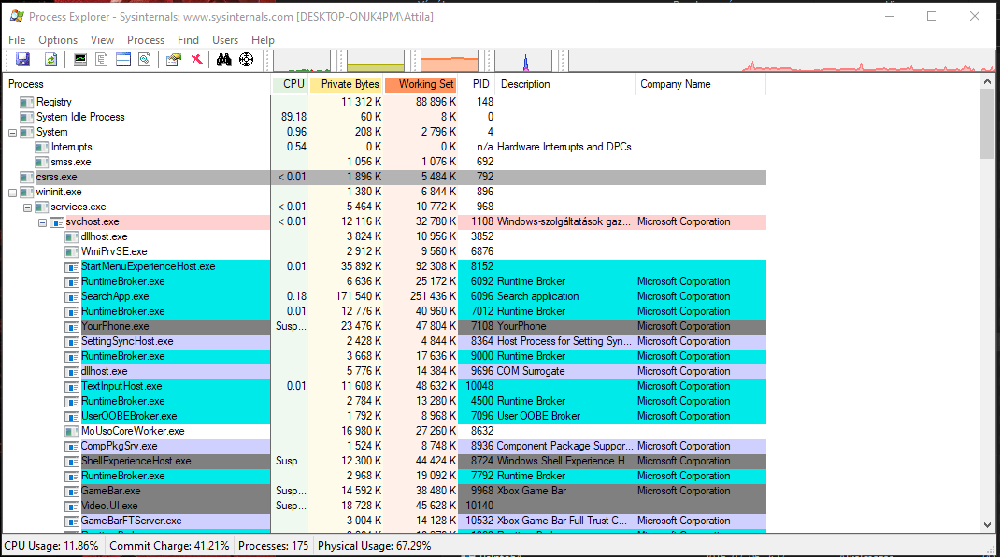 Process Explorer - Sysinternals: www.sysinternals.com [DESKTOP-ONJK4PM\Attila]
File Options View Process Find Users Help
Process CPU Private Bytes Working Set PID Description Company Name
Registry 11 312 K 88 896 K 148
System Idle Process 89.18 60 K 8 K 0
System 0.96 208 K 2 796 K 4
Interrupts 0.54 0 K 0 K n/a Hardware Interrupts and DPCs
smss.exe 1 056 K 1 076 K 692
csrss.exe < 0.01 1 896 K 5 484 K 792
wininit.exe 1 380 K 6 844 K 896
services.exe < 0.01 5 464 K 10 772 K 968
svchost.exe < 0.01 12 116 K 32 780 K 1108 Windows-szolgáltatások gaz... Microsoft Corporation
dllhost.exe 3 824 K 10 956 K 3852
WmiPrvSE.exe 2 912 K 9 560 K 6876
StartMenuExperienceHost.exe 0.01 35 892 K 92 308 K 8152
RuntimeBroker.exe 6 636 K 25 172 K 6092 Runtime Broker Microsoft Corporation
SearchApp.exe 0.18 171 540 K 251 436 K 6096 Search application Microsoft Corporation
RuntimeBroker.exe 0.01 12 776 K 40 960 K 7012 Runtime Broker Microsoft Corporation
YourPhone.exe Susp... 23 476 K 47 804 K 7108 YourPhone Microsoft Corporation
SettingSyncHost.exe 2 428 K 4 844 K 8364 Host Process for Setting Syn... Microsoft Corporation
RuntimeBroker.exe 3 668 K 17 636 K 9000 Runtime Broker Microsoft Corporation
dllhost.exe 5 776 K 14 384 K 9696 COM Surrogate Microsoft Corporation
TextInputHost.exe 0.01 11 608 K 48 632 K 10048 Microsoft Corporation
RuntimeBroker.exe 2 784 K 13 280 K 4500 Runtime Broker Microsoft Corporation
UserOOBEBroker.exe 1 792 K 8 968 K 7096 User OOBE Broker Microsoft Corporation
MoUsoCoreWorker.exe 16 980 K 27 260 K 8632
CompPkgSrv.exe 1 524 K 8 748 K 8936 Component Package Suppor... Microsoft Corporation
ShellExperienceHost.exe Susp... 12 300 K 44 424 K 8724 Windows Shell Experience H... Microsoft Corporation
RuntimeBroker.exe 2 968 K 19 092 K 7792 Runtime Broker Microsoft Corporation
GameBar.exe Susp... 14 592 K 38 480 K 9968 Xbox Game Bar Microsoft Corporation
Video.UI.exe Susp... 18 728 K 45 628 K 10140
GameBarFTServer.exe 3 004 K 14 128 K 10532 Xbox Game Bar Full Trust C... Microsoft Corporation
CPU Usage: 11.86% Commit Charge: 41.21% Processes: 175 Physical Usage: 67.29%